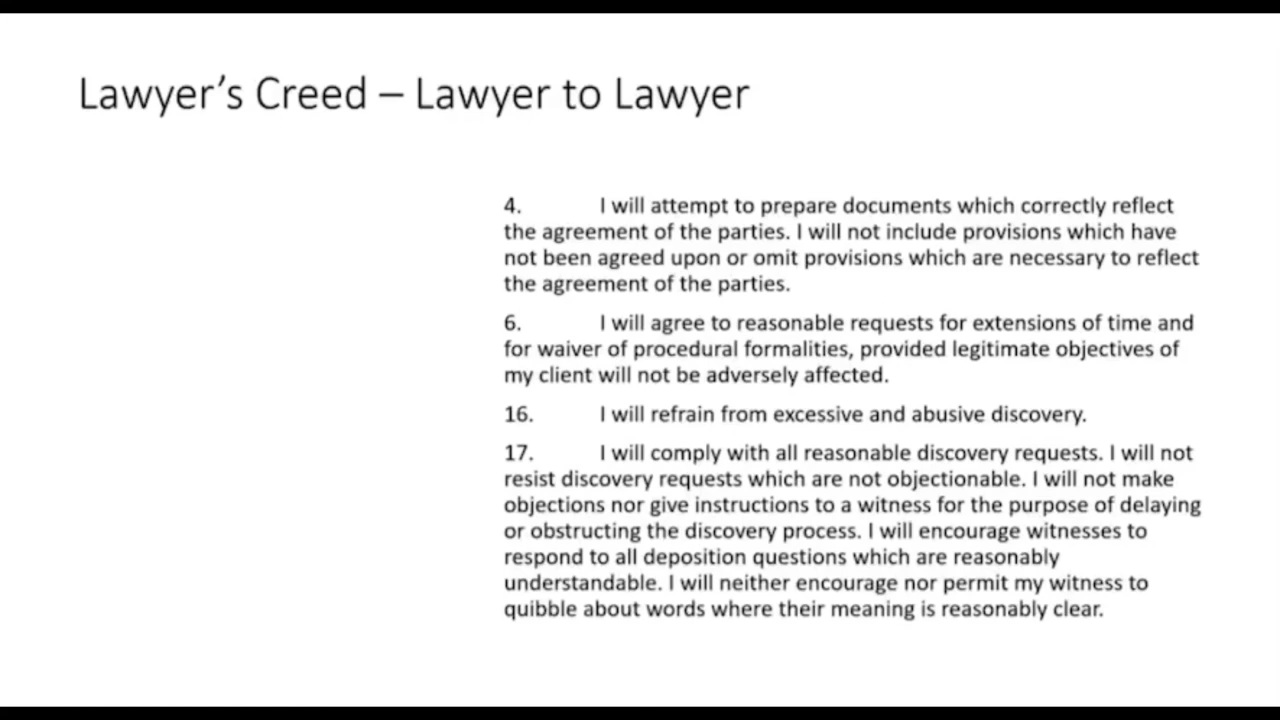 Lawyer’s Creed – Lawyer to Lawyer
4. I will attempt to prepare documents which correctly reflect
the agreement of the parties. I will not include provisions which have
not been agreed upon or omit provisions which are necessary to reflect
the agreement of the parties.
6. I will agree to reasonable requests for extensions of time and
for waiver of procedural formalities, provided legitimate objectives of
my client will not be adversely affected.
16. I will refrain from excessive and abusive discovery.
17. I will comply with all reasonable discovery requests. I will not
resist discovery requests which are not objectionable. I will not make
objections nor give instructions to a witness for the purpose of delaying
or obstructing the discovery process. I will encourage witnesses to
respond to all deposition questions which are reasonably
understandable. I will neither encourage nor permit my witness to
quibble about words where their meaning is reasonably clear.